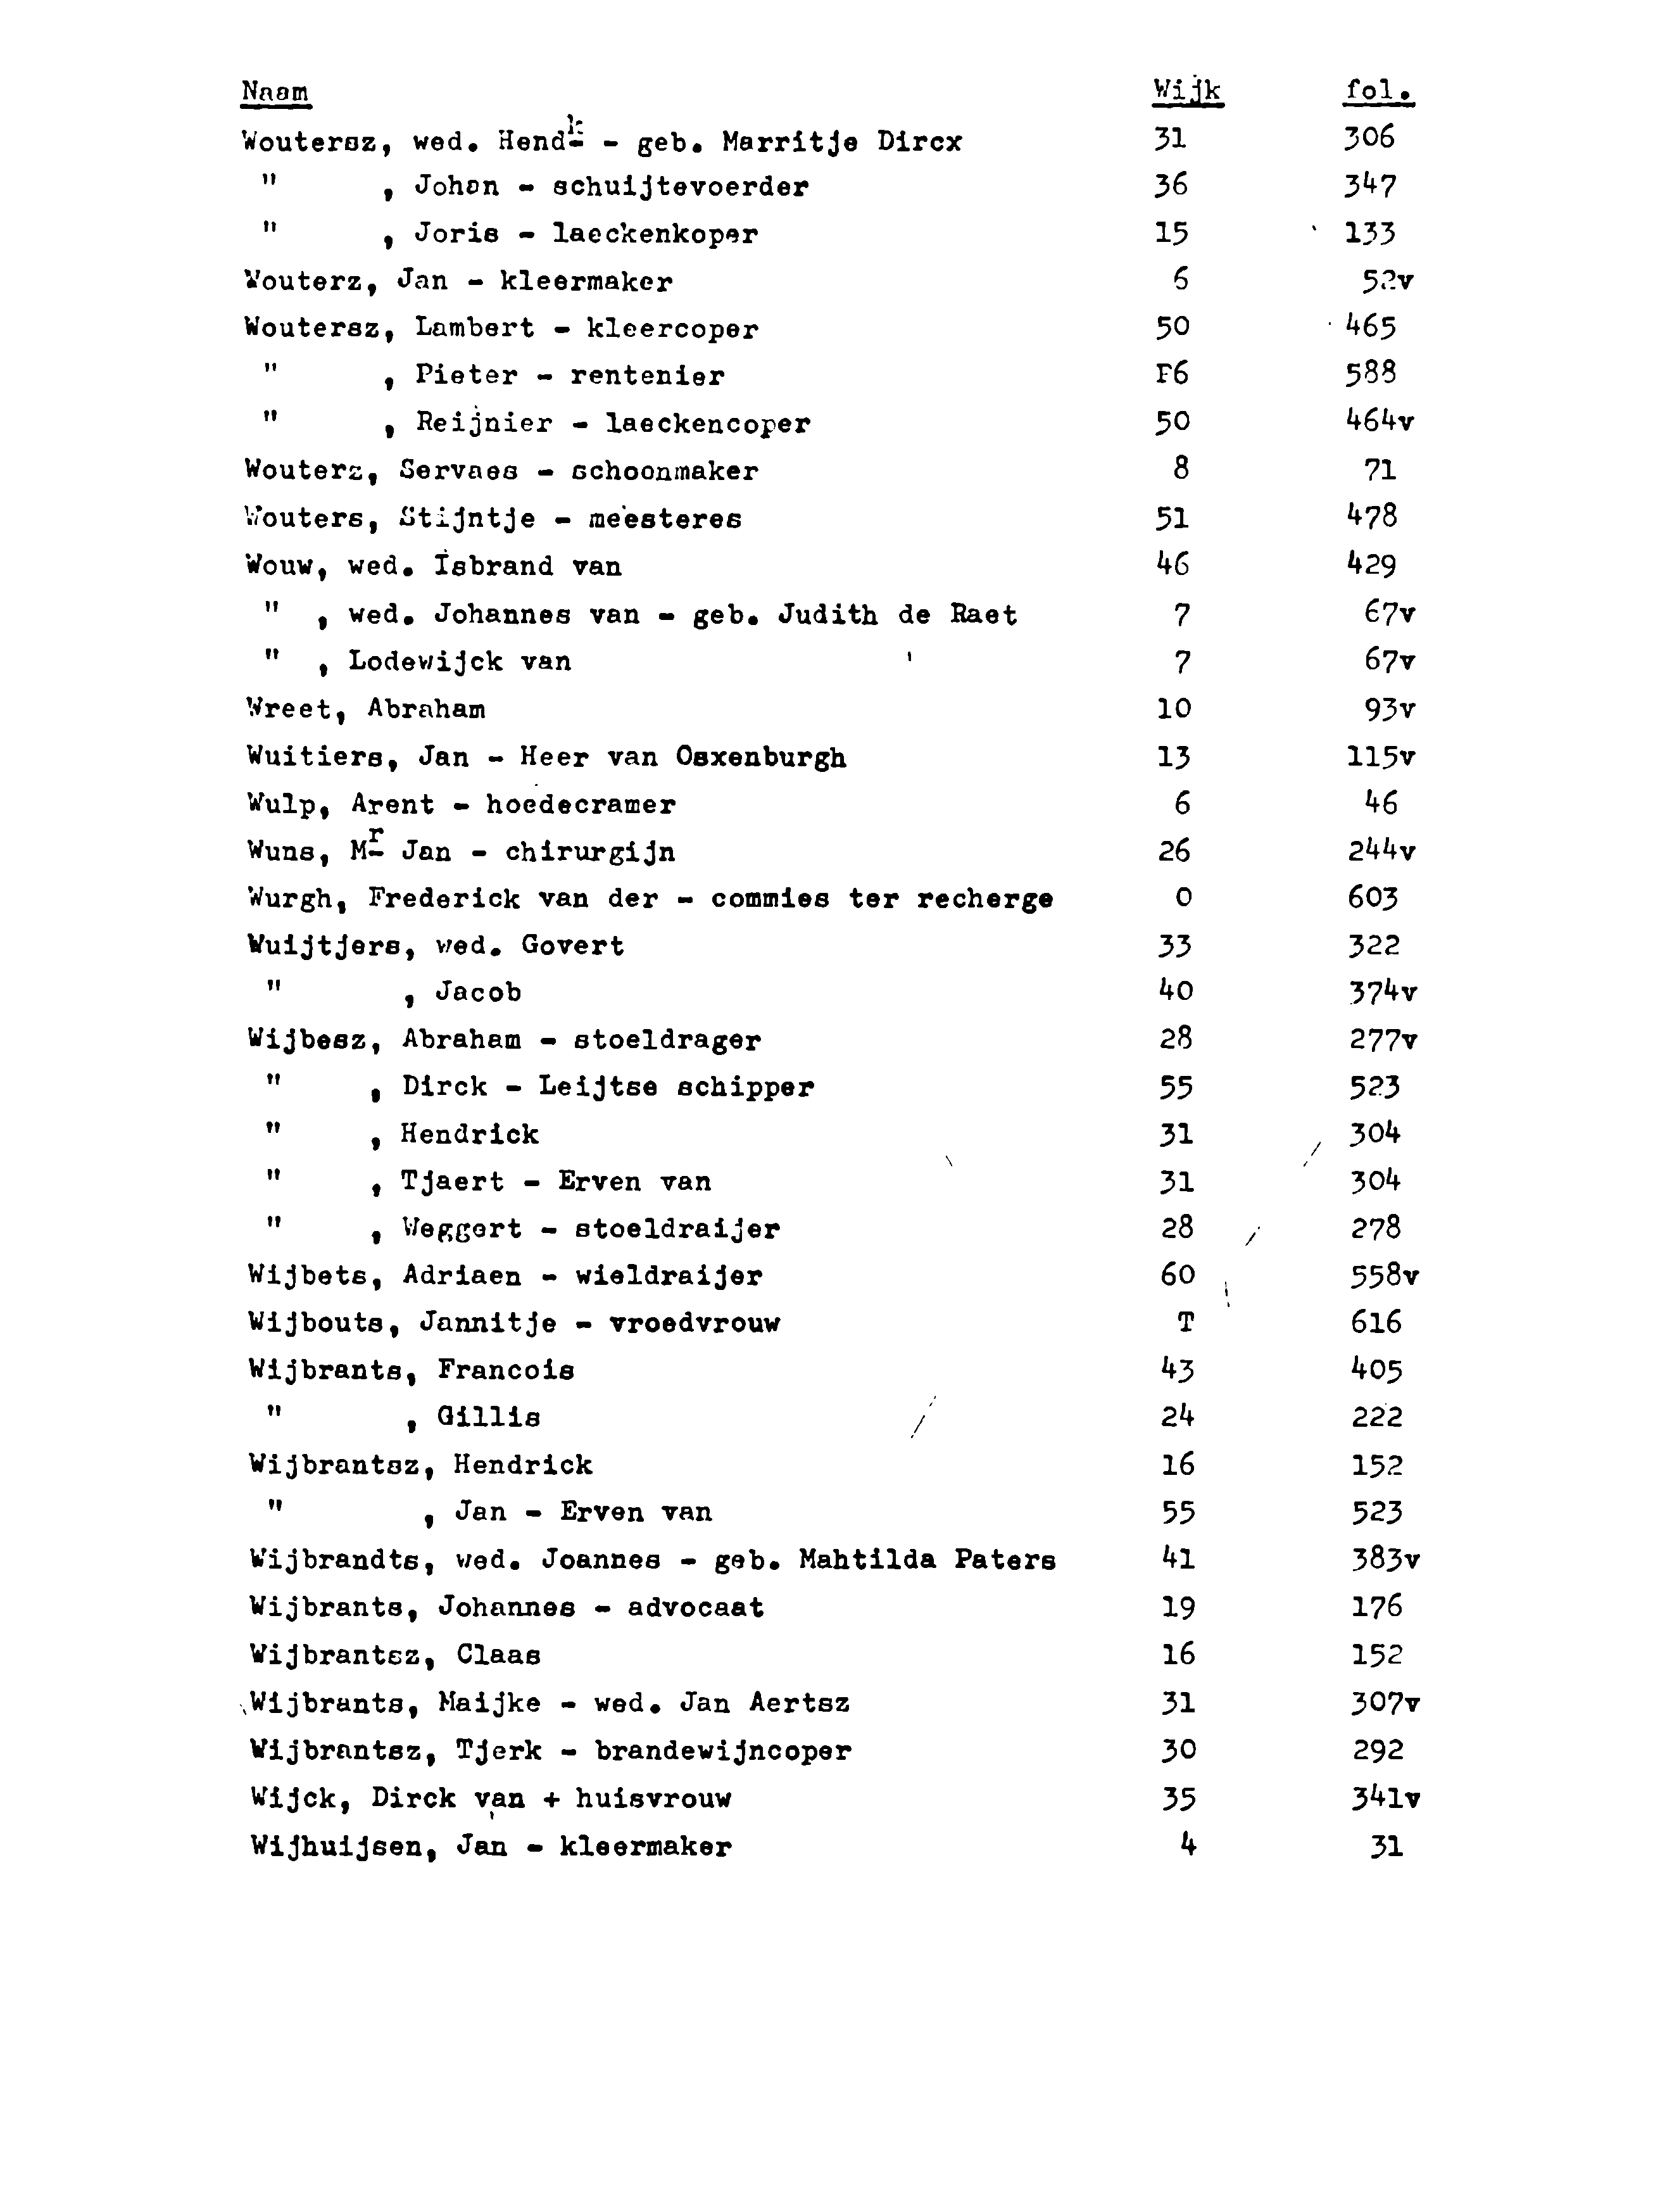 Naam Wijk fol.
Woutersz, wed. Hendk - geb. Marritje Dircx 31 306
" , Johan - schuijtevoerder 36 347
" , Joris - laeckenkoper 15 133
Wouterz, Jan - kleermaker 6 52v
Woutersz, Lambert - kleercoper 50 465
" , Pieter - rentenier F6 588
" , Reijnier - laeckencoper 50 464v
Wouterz, Servaes - schoonmaker 8 71
Wouters, Stijntje - meesteres 51 478
Wouw, wed. Isbrand van 46 429
" , wed. Johannes van - geb. Judith de Raet 7 67v
" , Lodewijck van 7 67v
Wreet, Abraham 10 93v
Wuitiers, Jan - Heer van Osxenburgh 13 115v
Wulp, Arent - hoedecramer 6 46
Wuns, Mr Jan - chirurgijn 26 244v
Wurgh, Frederick van der - commies ter recherge O 603
Wuijtjers, wed. Govert 33 322
" , Jacob 40 374v
Wijbesz, Abraham - stoeldrager 28 277v
" , Dirck - Leijtse schipper 55 523
" , Hendrick 31 304
" , Tjaert - Erven van 31 304
" , Weggert - stoeldraijer 28 278
Wijbets, Adriaen - wieldraijer 60 558v
Wijbouts, Jannitje - vroedvrouw T 616
Wijbrants, Francois 43 405
" , Gillis 24 222
Wijbrantsz, Hendrick 16 152
" , Jan - Erven van 55 523
Wijbrandts, wed. Joannes - geb. Mahtilda Paters 41 383v
Wijbrants, Johannes - advocaat 19 176
Wijbrantsz, Claas 16 152
Wijbrants, Maijke - wed. Jan Aertsz 31 307v
Wijbrantsz, Tjerk - brandewijncoper 30 292
Wijck, Dirck van + huisvrouw 35 341v
Wijhuijsen, Jan - kleermaker 4 31